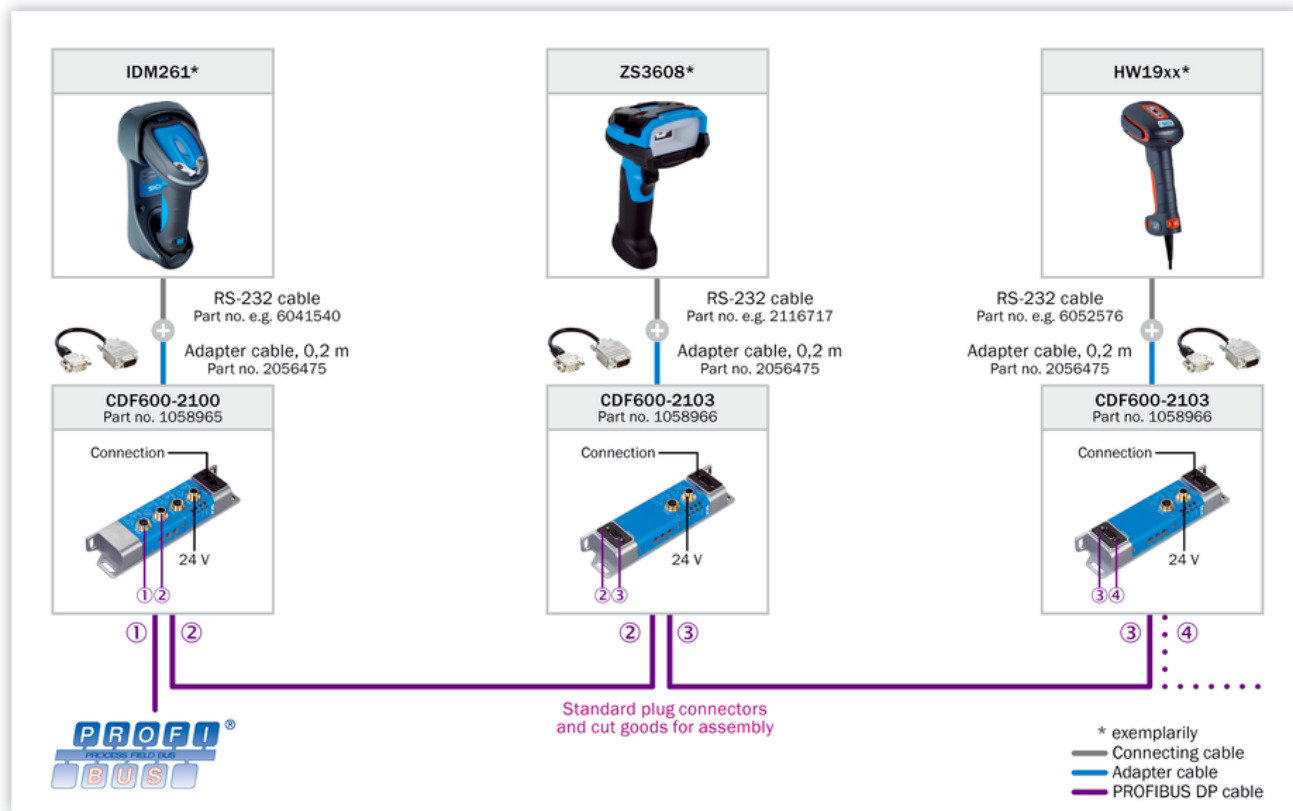 IDM261*
ZS3608*
HW19xx*
RS-232 cable
Part no. e.g. 6041540
Adapter cable, 0,2 m
Part no. 2056475
RS-232 cable
Part no. e.g. 2116717
Adapter cable, 0,2 m
Part no. 2056475
RS-232 cable
Part no. e.g. 6052576
Adapter cable, 0,2 m
Part no. 2056475
CDF600-2100
Part no. 1058965
Connection
24 V
①②
CDF600-2103
Part no. 1058966
Connection
24 V
②③
CDF600-2103
Part no. 1058966
Connection
24 V
③④
① ②
② ③
③ ④
Standard plug connectors
and cut goods for assembly
PROFI®
PROCESS FIELD BUS
BUS
* exemplarily
Connecting cable
Adapter cable
PROFIBUS DP cable